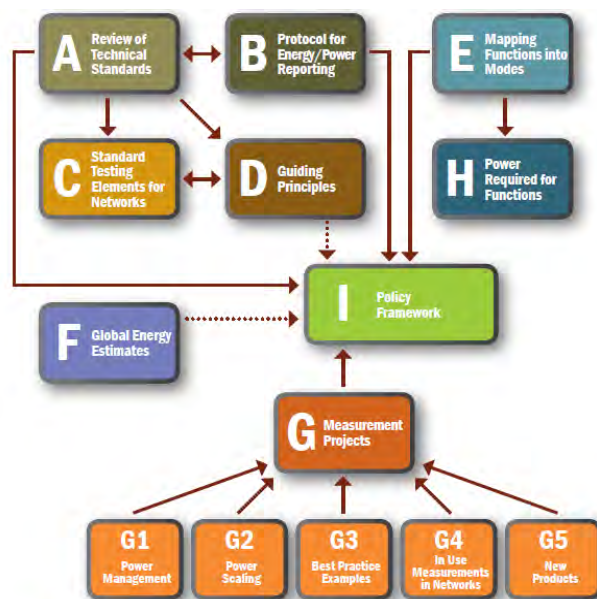 A
Review of
Technical
Standards
B
Protocol for
Energy/Power
Reporting
E
Mapping
Functions into
Modes
C
Standard
Testing
Elements for
Networks
D
Guiding
Principles
H
Power
Required for
Functions
I
Policy
Framework
F
Global Energy
Estimates
G
Measurement
Projects
G1
Power
Management
G2
Power
Scaling
G3
Best Practice
Examples
G4
In Use
Measurements
in Networks
G5
New
Products